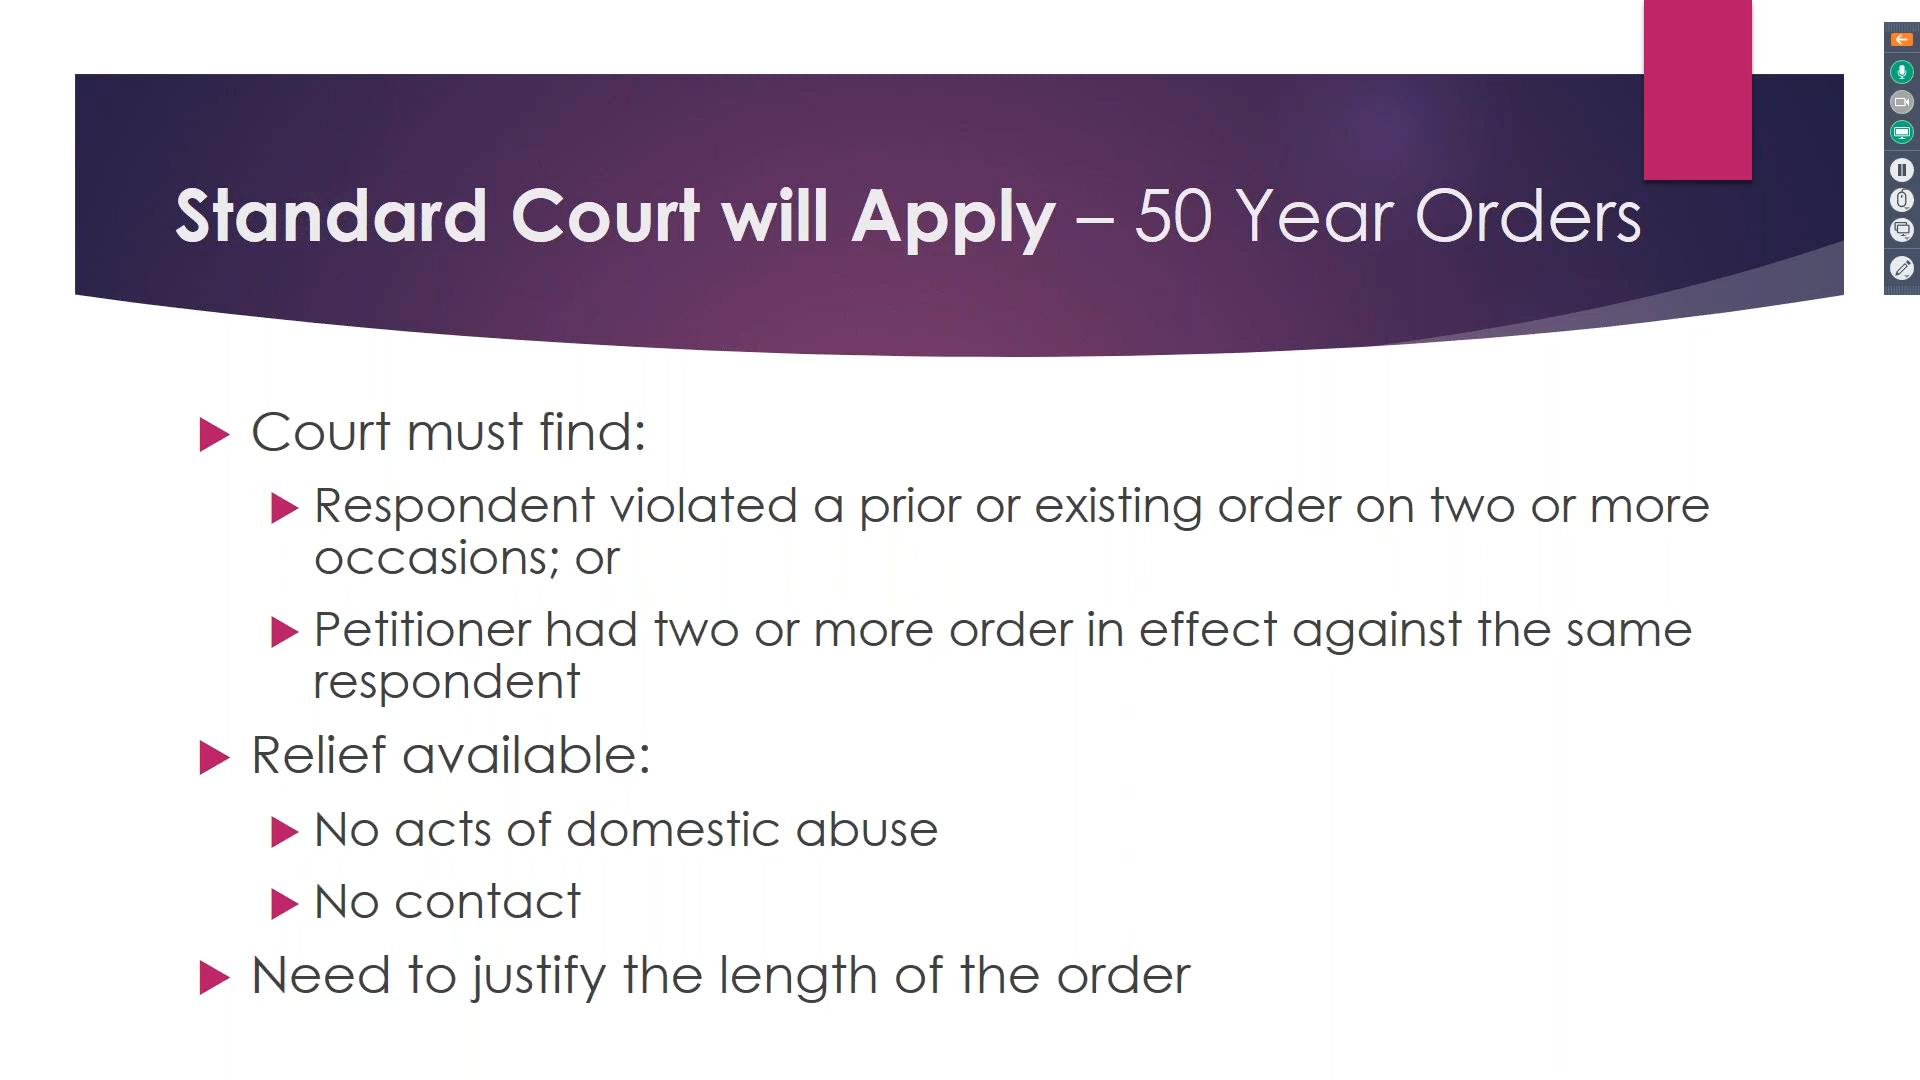 Standard Court will Apply – 50 Year Orders
Court must find:
Respondent violated a prior or existing order on two or more
occasions; or
Petitioner had two or more order in effect against the same
respondent
Relief available:
No acts of domestic abuse
No contact
Need to justify the length of the order